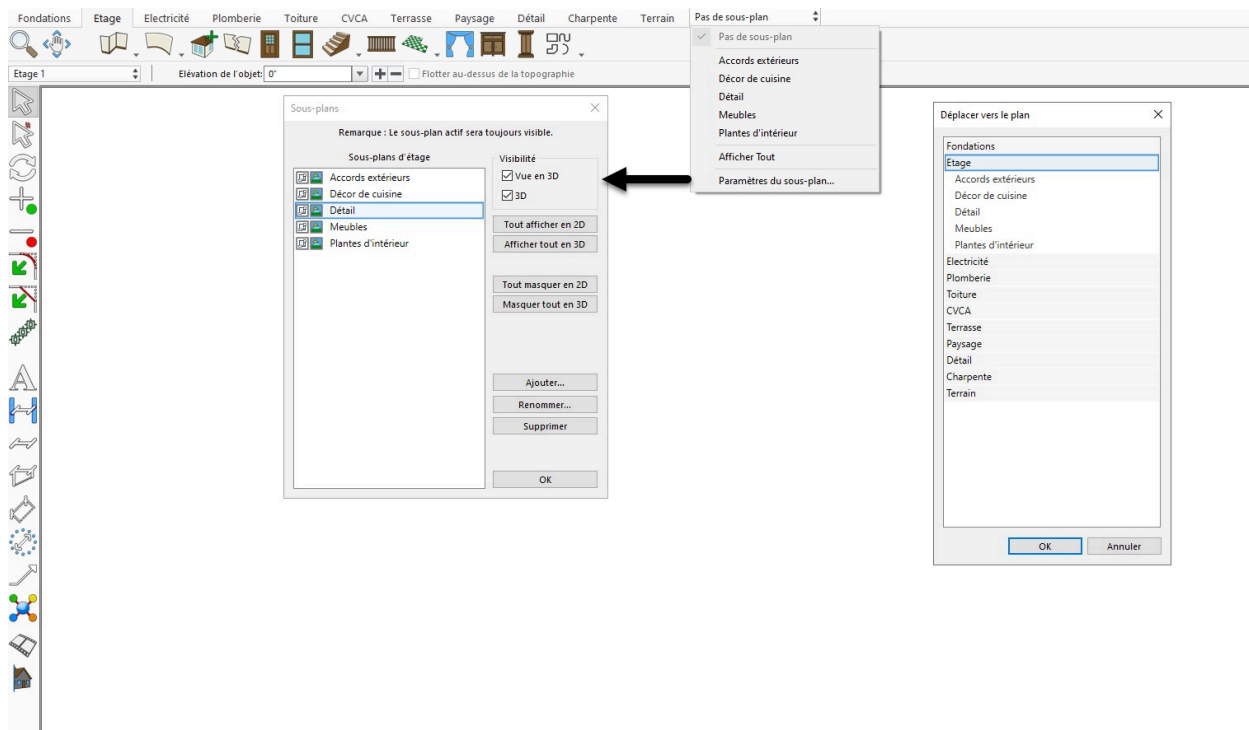 Fondations Etage Electricité Plomberie Toiture CVCA Terrasse Paysage Détail Charpente Terrain Pas de sous-plan
Etage 1 Elévation de l'objet: 0" Flotter au-dessus de la topographie
Pas de sous-plan
Accords extérieurs
Décor de cuisine
Détail
Meubles
Plantes d'intérieur
Afficher Tout
Paramètres du sous-plan...
Sous-plans
Remarque : Le sous-plan actif sera toujours visible.
Sous-plans d'étage
Accords extérieurs
Décor de cuisine
Détail
Meubles
Plantes d'intérieur
Visibilité
Vue en 3D
3D
Tout afficher en 2D
Afficher tout en 3D
Tout masquer en 2D
Masquer tout en 3D
Ajouter...
Renommer...
Supprimer
OK
Déplacer vers le plan
Fondations
Etage
Accords extérieurs
Décor de cuisine
Détail
Meubles
Plantes d'intérieur
Electricité
Plomberie
Toiture
CVCA
Terrasse
Paysage
Détail
Charpente
Terrain
OK Annuler